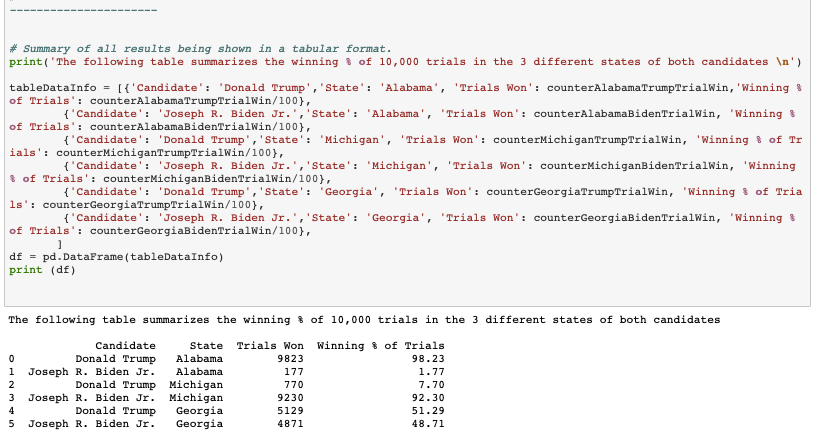 ----------------------
# Summary of all results being shown in a tabular format.
print('The following table summarizes the winning % of 10,000 trials in the 3 different states of both candidates \n')
tableDataInfo = [{'Candidate': 'Donald Trump','State': 'Alabama', 'Trials Won': counterAlabamaTrumpTrialWin,'Winning %
of Trials': counterAlabamaTrumpTrialWin/100},
{'Candidate': 'Joseph R. Biden Jr.','State': 'Alabama', 'Trials Won': counterAlabamaBidenTrialWin, 'Winning %
of Trials': counterAlabamaBidenTrialWin/100},
{'Candidate': 'Donald Trump','State': 'Michigan', 'Trials Won': counterMichiganTrumpTrialWin, 'Winning % of Tr
ials': counterMichiganTrumpTrialWin/100},
{'Candidate': 'Joseph R. Biden Jr.','State': 'Michigan', 'Trials Won': counterMichiganBidenTrialWin, 'Winning
% of Trials': counterMichiganBidenTrialWin/100},
{'Candidate': 'Donald Trump','State': 'Georgia', 'Trials Won': counterGeorgiaTrumpTrialWin, 'Winning % of Tria
ls': counterGeorgiaTrumpTrialWin/100},
{'Candidate': 'Joseph R. Biden Jr.','State': 'Georgia', 'Trials Won': counterGeorgiaBidenTrialWin, 'Winning %
of Trials': counterGeorgiaBidenTrialWin/100},
]
df = pd.DataFrame(tableDataInfo)
print (df)
The following table summarizes the winning % of 10,000 trials in the 3 different states of both candidates
Candidate State Trials Won Winning % of Trials
0 Donald Trump Alabama 9823 98.23
1 Joseph R. Biden Jr. Alabama 177 1.77
2 Donald Trump Michigan 770 7.70
3 Joseph R. Biden Jr. Michigan 9230 92.30
4 Donald Trump Georgia 5129 51.29
5 Joseph R. Biden Jr. Georgia 4871 48.71